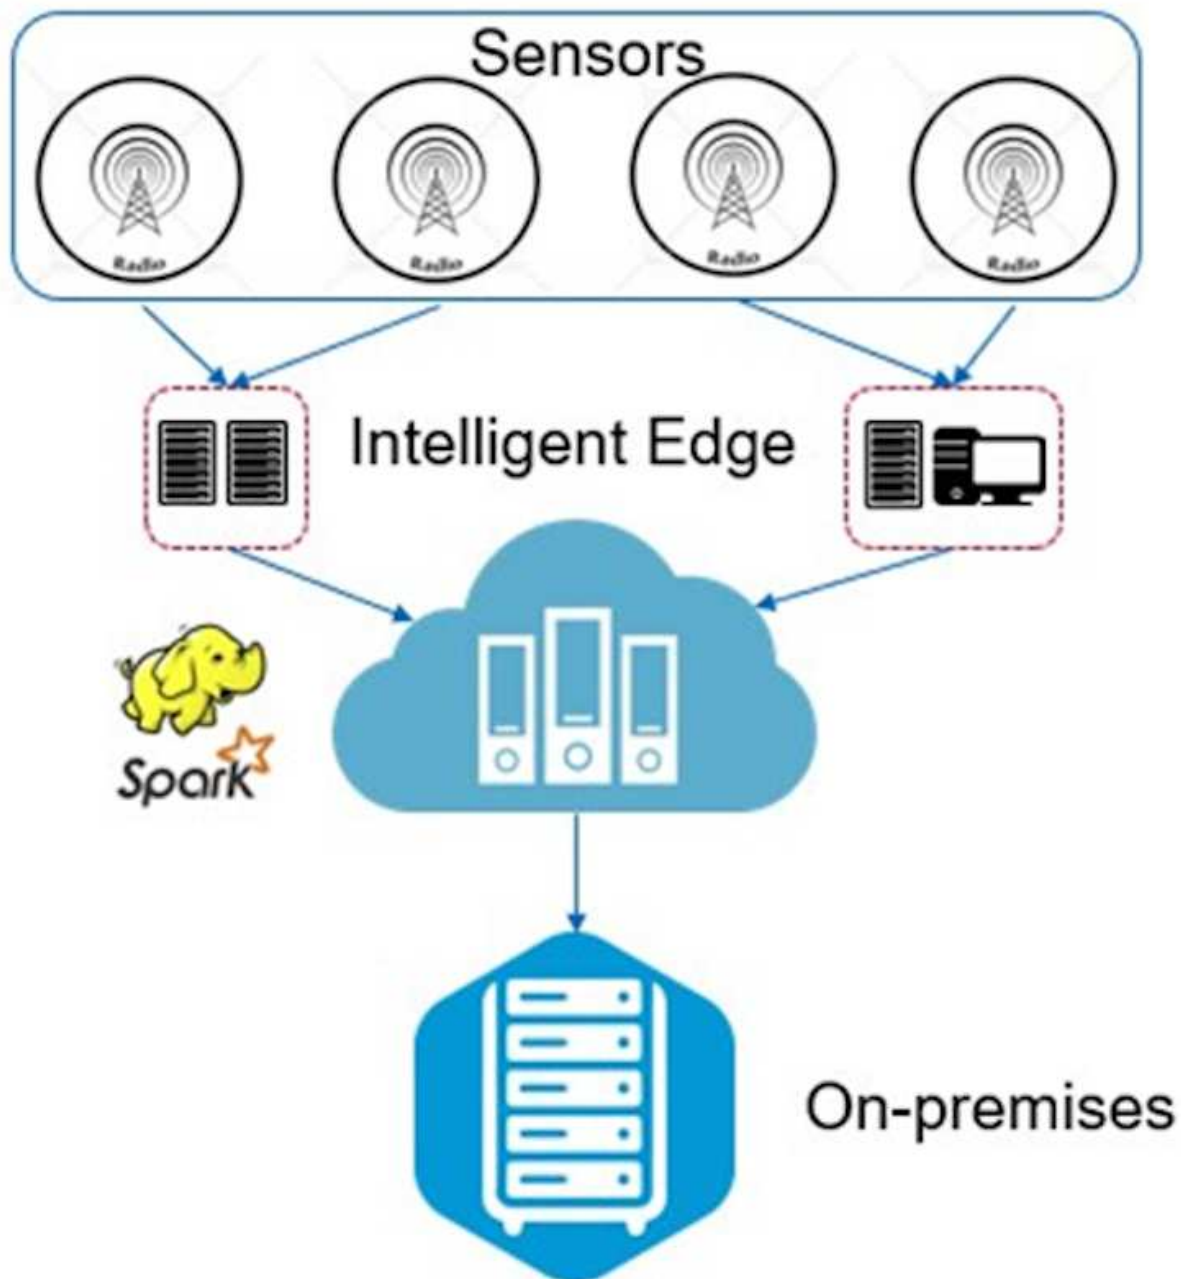 Sensors
Radio
Radio
Radio
Radio
Intelligent Edge
Spark
On-premises